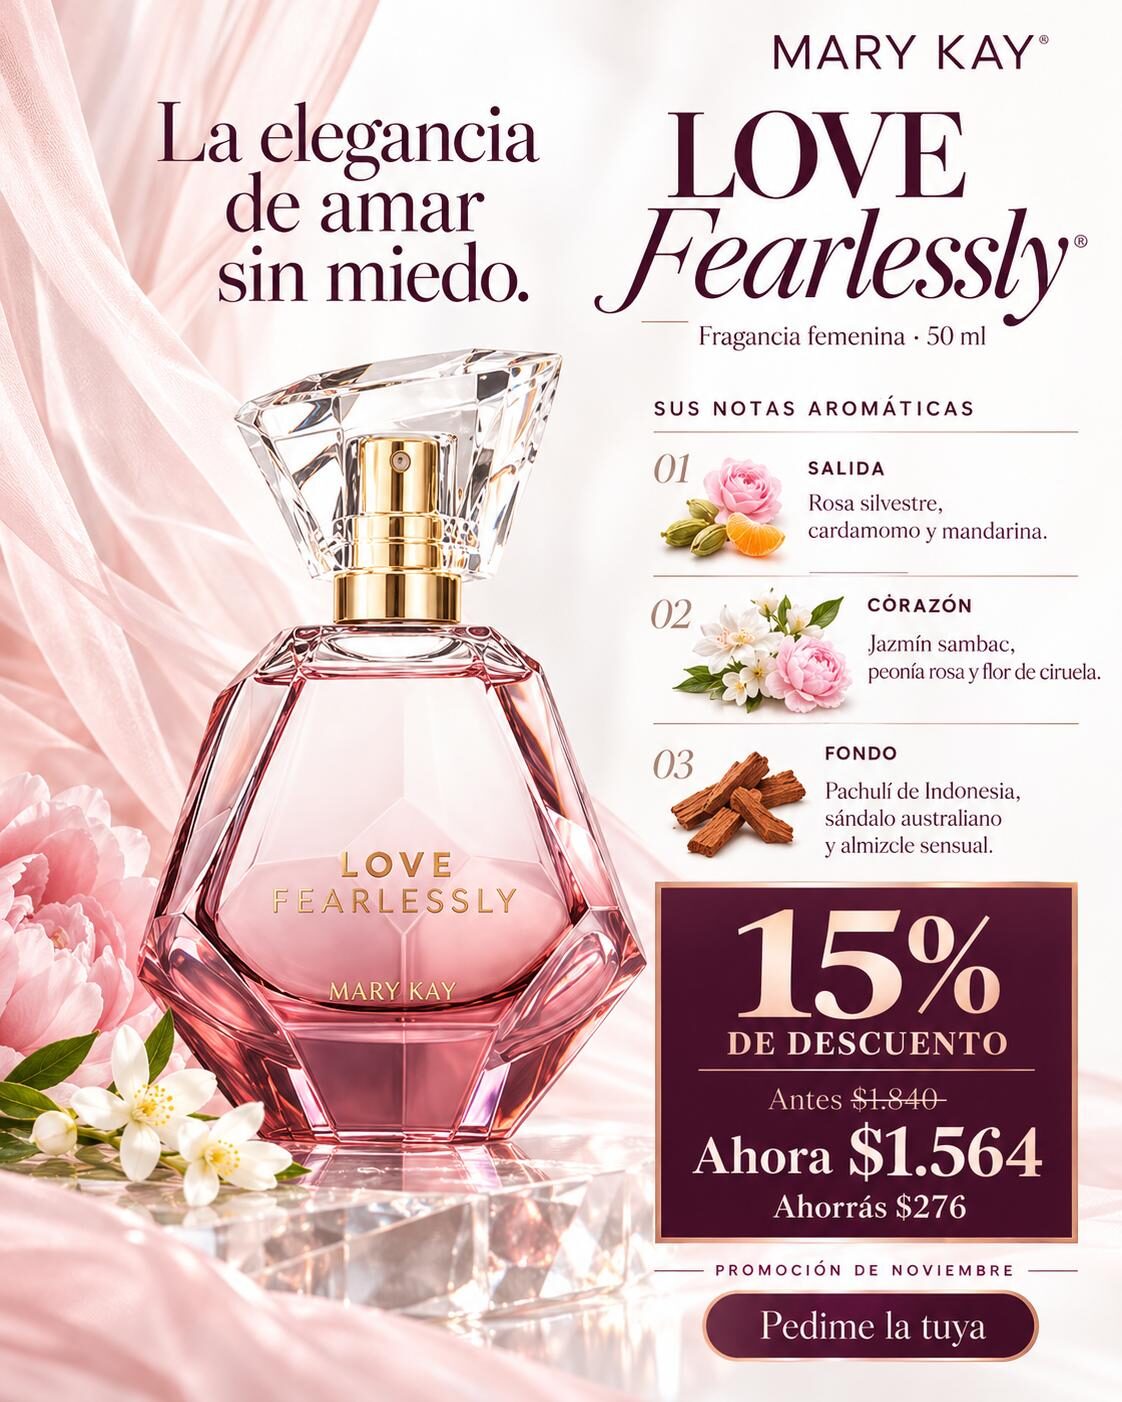 MARY KAY®
La elegancia
de amar
sin miedo.
LOVE
Fearlessly®
Fragancia femenina · 50 ml
SUS NOTAS AROMÁTICAS
01
SALIDA
Rosa silvestre,
cardamomo y mandarina.
02
CÒRAZÓN
Jazmín sambac,
peonía rosa y flor de ciruela.
03
FONDO
Pachulí de Indonesia,
sándalo australiano
y almizcle sensual.
LOVE
FEARLESSLY
MARY KAY
15%
DE DESCUENTO
Antes $1.840
Ahora $1.564
Ahorrás $276
PROMOCIÓN DE NOVIEMBRE
Pedime la tuya